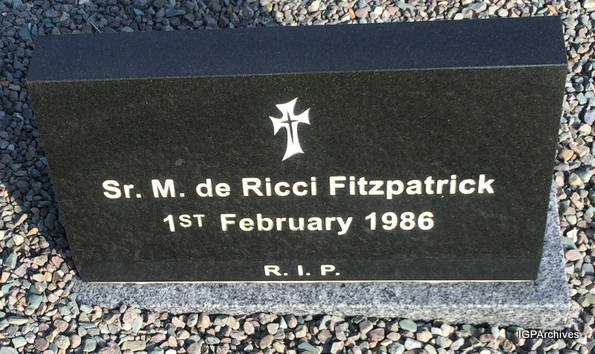 Sr. M. de Ricci Fitzpatrick
1ST February 1986
R. I. P.
IGPArchives